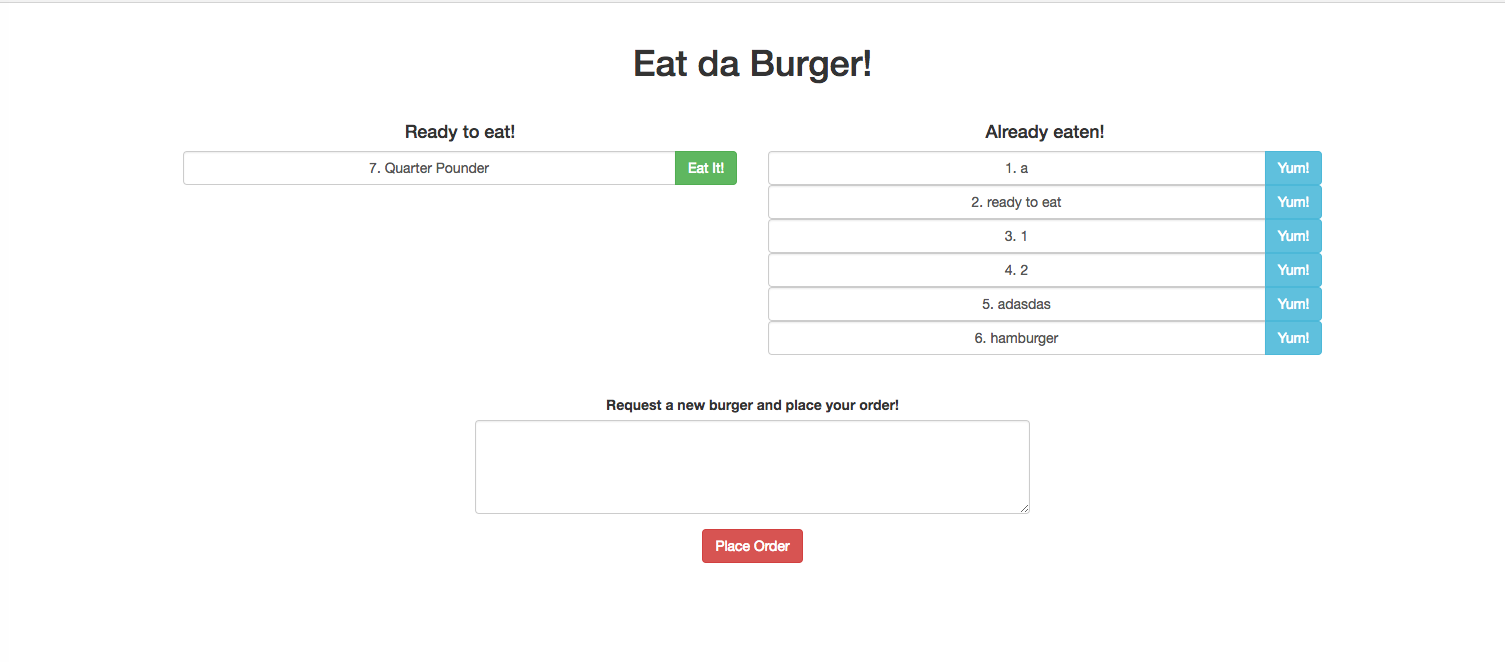 Eat da Burger!
Ready to eat!
7. Quarter Pounder
Eat It!
Already eaten!
1. a
Yum!
2. ready to eat
Yum!
3. 1
Yum!
4. 2
Yum!
5. adasdas
Yum!
6. hamburger
Yum!
Request a new burger and place your order!
Place Order